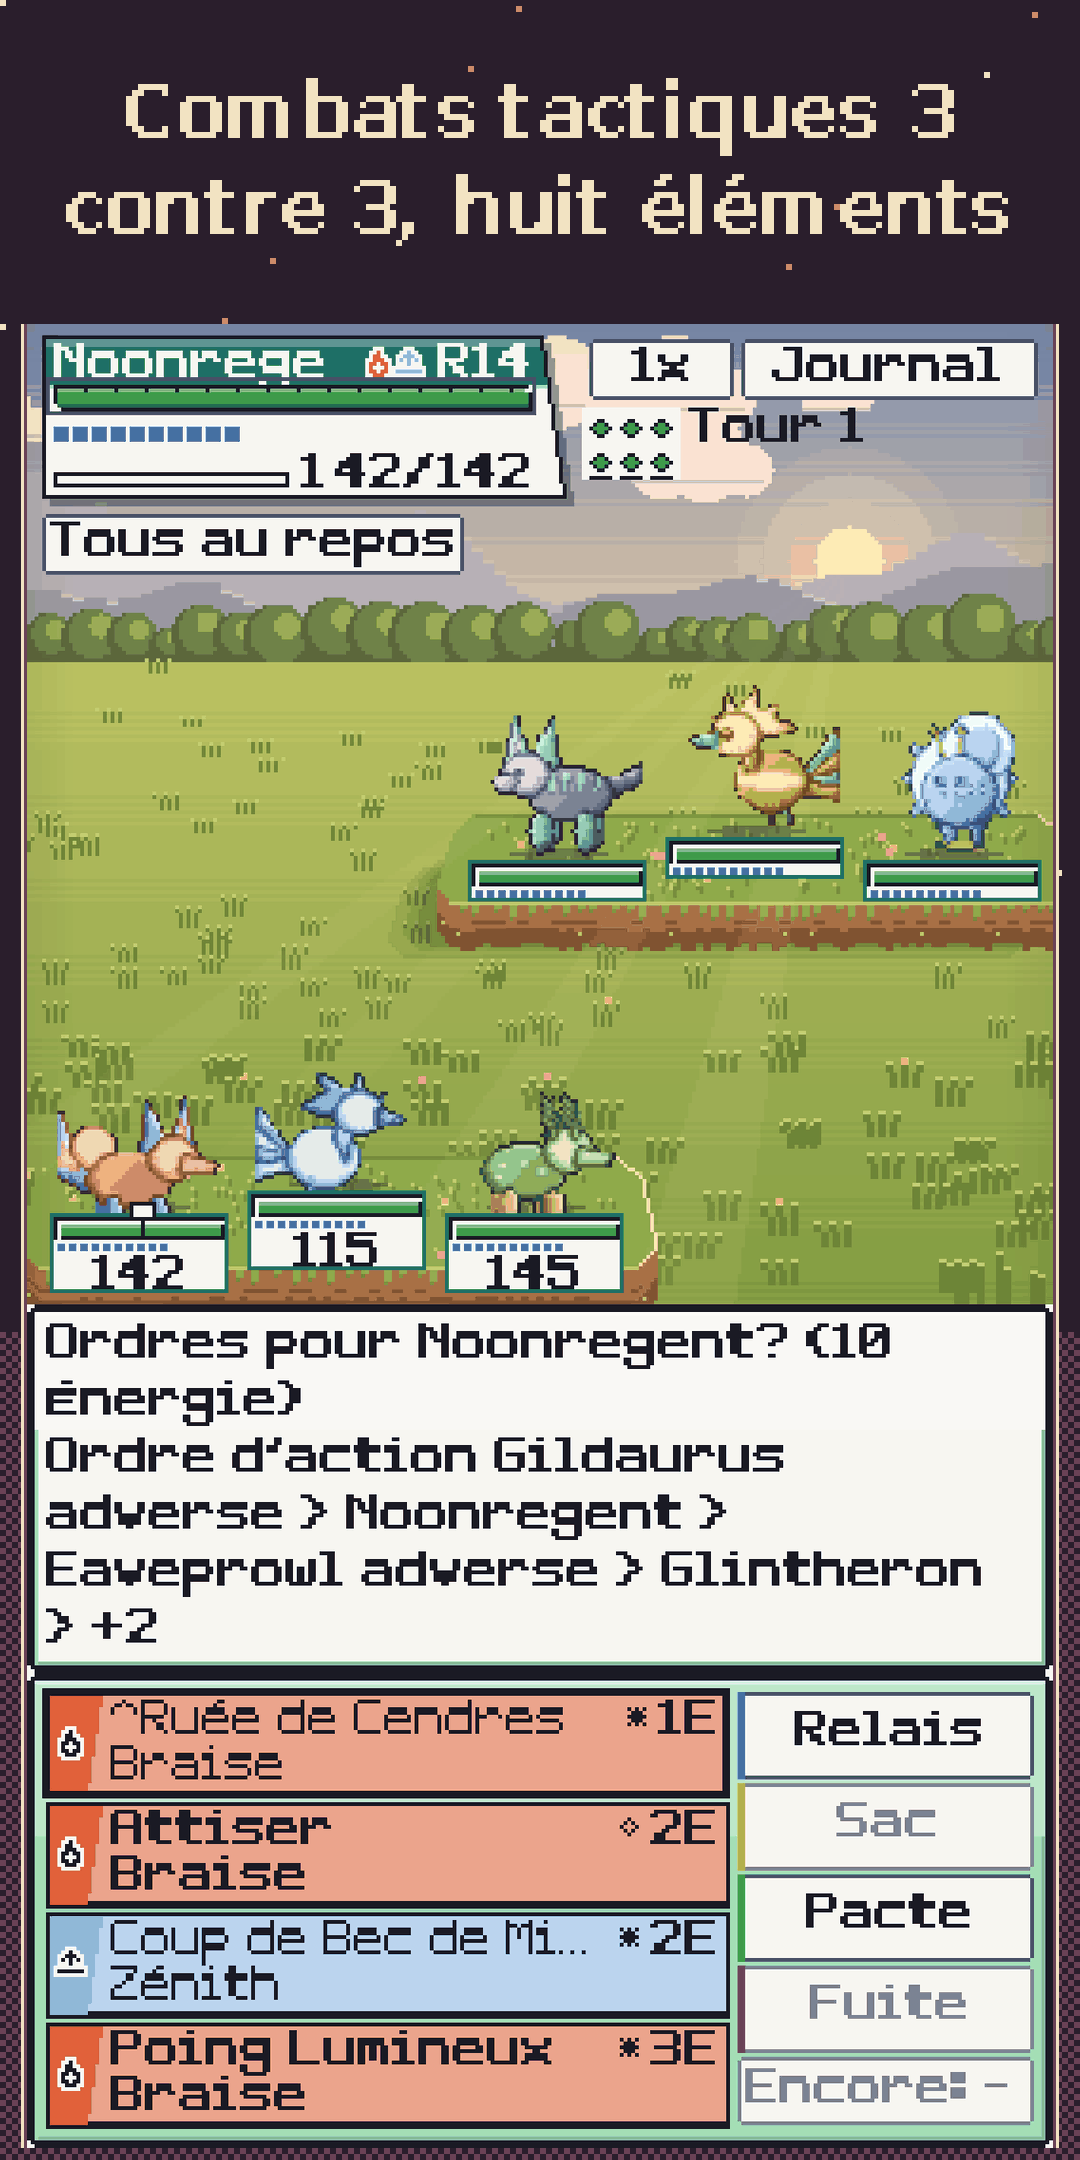 Combats tactiques 3
contre 3, huit éléments
Noonrege R14
1x
Journal
Tour 1
142/142
Tous au repos
142
115
145
Ordres pour Noonregent? (10
Énergie)
Ordre d'action Gildaurus
adverse > Noonregent >
Eaveprowl adverse > Glintheron
> +2
^Ruée de Cendres *1E
Braise
Attiser ◇2E
Braise
Coup de Bec de Mi... *2E
Zénith
Poing Lumineux *3E
Braise
Relais
Sac
Pacte
Fuite
Encore: -